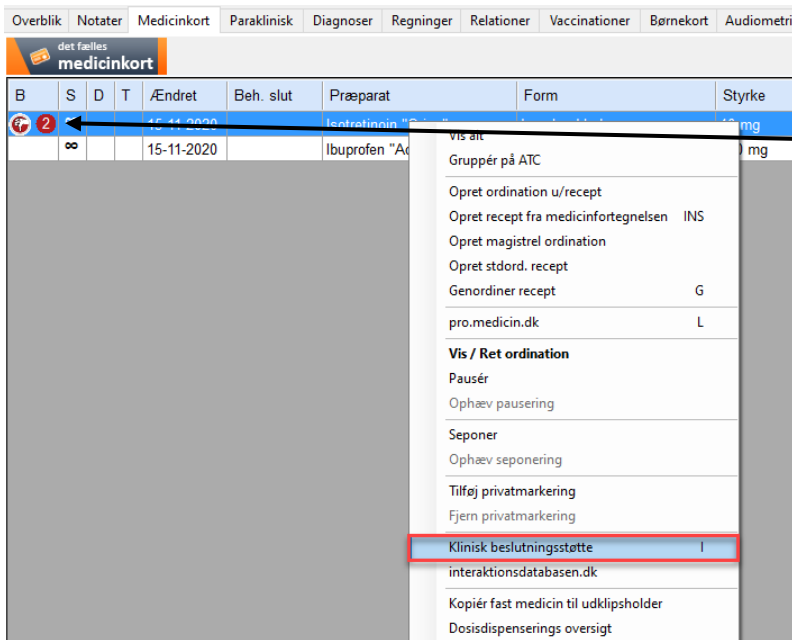 Overblik Notater Medicinkort Paraklinisk Diagnoser Regninger Relationer Vaccinationer Børnekort Audiometri
det fælles
medicinkort
B S D T Ændret Beh. slut Præparat Form Styrke
2 ∞ 15-11-2020 Isotretinoin mg
∞ 15-11-2020 Ibuprofen mg
Vis alt
Gruppér på ATC
Opret ordination u/recept
Opret recept fra medicinfortegnelsen INS
Opret magistrel ordination
Opret stdord. recept
Genordiner recept G
pro.medicin.dk L
Vis / Ret ordination
Pausér
Ophæv pausering
Seponer
Ophæv seponering
Tilføj privatmarkering
Fjern privatmarkering
Klinisk beslutningsstøtte I
interaktionsdatabasen.dk
Kopiér fast medicin til udklipsholder
Dosisdispenserings oversigt